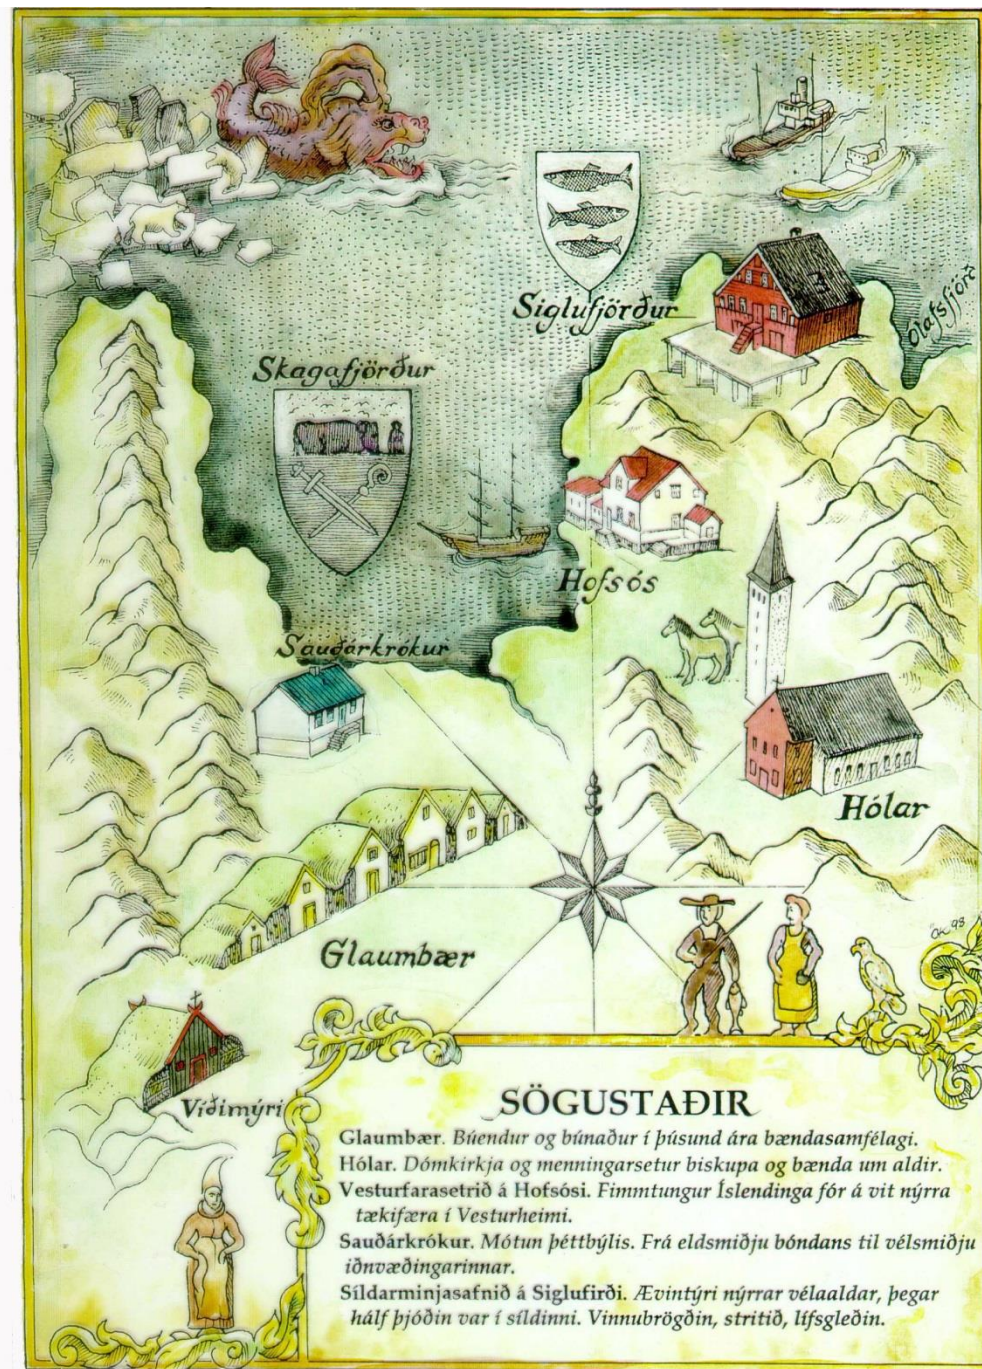 Siglufjörður
Ólafsfjörð
Skagafjörður
Hofsós
Sauðárkrókur
Hólar
Glaumbær
ÓK 98
Víðimýri
SÖGUSTAÐIR
Glaumbær. Búendur og búnaður í þúsund ára bændasamfélagi.
Hólar. Dómkirkja og menningarsetur biskupa og bænda um aldir.
Vesturfarasetrið á Hofsósi. Fimmtungur Íslendinga fór á vit nýrra
tækifæra í Vesturheimi.
Sauðárkrókur. Mótun þéttbýlis. Frá eldsmiðju bóndans til vélsmiðju
iðnvæðingarinnar.
Síldarminjasafnið á Siglufirði. Ævintýri nýrrar vélaaldar, þegar
hálf þjóðin var í síldinni. Vinnubrögðin, stritið, lífsgleðin.